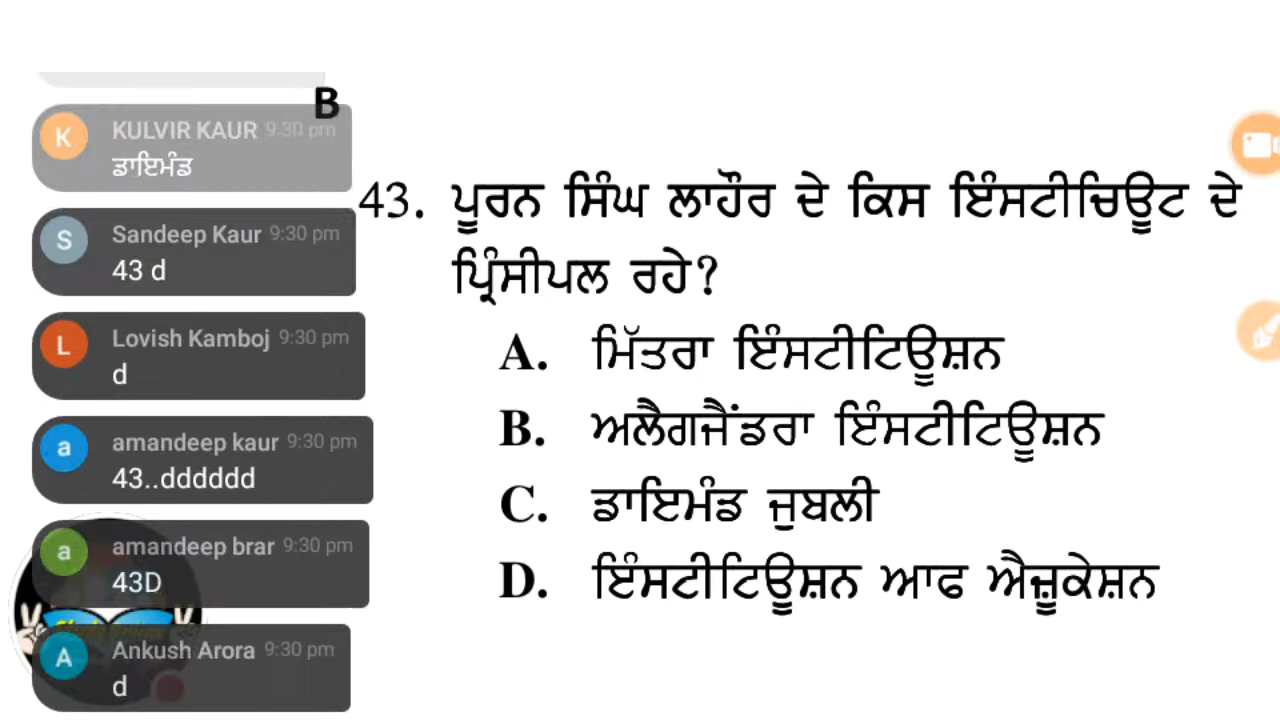 B
KULVIR KAUR 9:30 pm
ਡਾਇਮੰਡ
Sandeep Kaur 9:30 pm
43 d
Lovish Kamboj 9:30 pm
d
amandeep kaur 9:30 pm
43..dddddd
amandeep brar 9:30 pm
43D
Ankush Arora 9:30 pm
d
43. ਪੂਰਨ ਸਿੰਘ ਲਾਹੌਰ ਦੇ ਕਿਸ ਇੰਸਟੀਚਿਊਟ ਦੇ
ਪ੍ਰਿੰਸੀਪਲ ਰਹੇ?
A. ਮਿੱਤਰਾ ਇੰਸਟੀਟਿਊਸ਼ਨ
B. ਅਲੈਗਜੈਂਡਰਾ ਇੰਸਟੀਟਿਊਸ਼ਨ
C. ਡਾਇਮੰਡ ਜੁਬਲੀ
D. ਇੰਸਟੀਟਿਊਸ਼ਨ ਆਫ ਐਜ਼ੂਕੇਸ਼ਨ